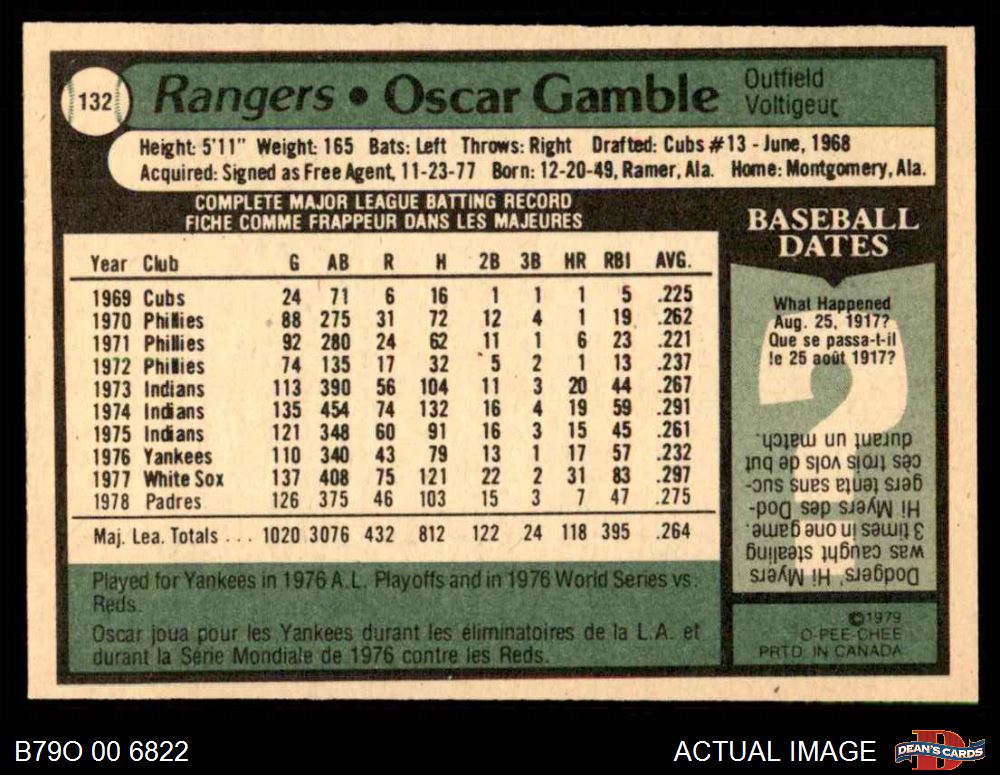 132
Rangers • Oscar Gamble
Outfield
Voltigeur
Height: 5'11" Weight: 165 Bats: Left Throws: Right Drafted: Cubs #13 - June, 1968
Acquired: Signed as Free Agent, 11-23-77 Born: 12-20-49, Ramer, Ala. Home: Montgomery, Ala.
COMPLETE MAJOR LEAGUE BATTING RECORD
FICHE COMME FRAPPEUR DANS LES MAJEURES
Year Club G AB R H 2B 3B HR RBI AVG.
1969 Cubs 24 71 6 16 1 1 1 5 .225
1970 Phillies 88 275 31 72 12 4 1 19 .262
1971 Phillies 92 280 24 62 11 1 6 23 .221
1972 Phillies 74 135 17 32 5 2 1 13 .237
1973 Indians 113 390 56 104 11 3 20 44 .267
1974 Indians 135 454 74 132 16 4 19 59 .291
1975 Indians 121 348 60 91 16 3 15 45 .261
1976 Yankees 110 340 43 79 13 1 17 57 .232
1977 White Sox 137 408 75 121 22 2 31 83 .297
1978 Padres 126 375 46 103 15 3 7 47 .275
Maj. Lea. Totals . . . 1020 3076 432 812 122 24 118 395 .264
Played for Yankees in 1976 A.L. Playoffs and in 1976 World Series vs.
Reds.
Oscar joua pour les Yankees durant les éliminatoires de la L.A. et
durant la Série Mondiale de 1976 contre les Reds.
BASEBALL
DATES
What Happened
Aug. 25, 1917?
Que se passa-t-il
le 25 août 1917?
Dodgers' Hi Myers
was caught stealing
3 times in one game.
Hi Myers des Dod-
gers tenta sans suc-
cès trois vols de but
durant un match.
©1979
O-PEE-CHEE
PRTD. IN CANADA
B79O 00 6822
ACTUAL IMAGE
DEAN'S CARDS